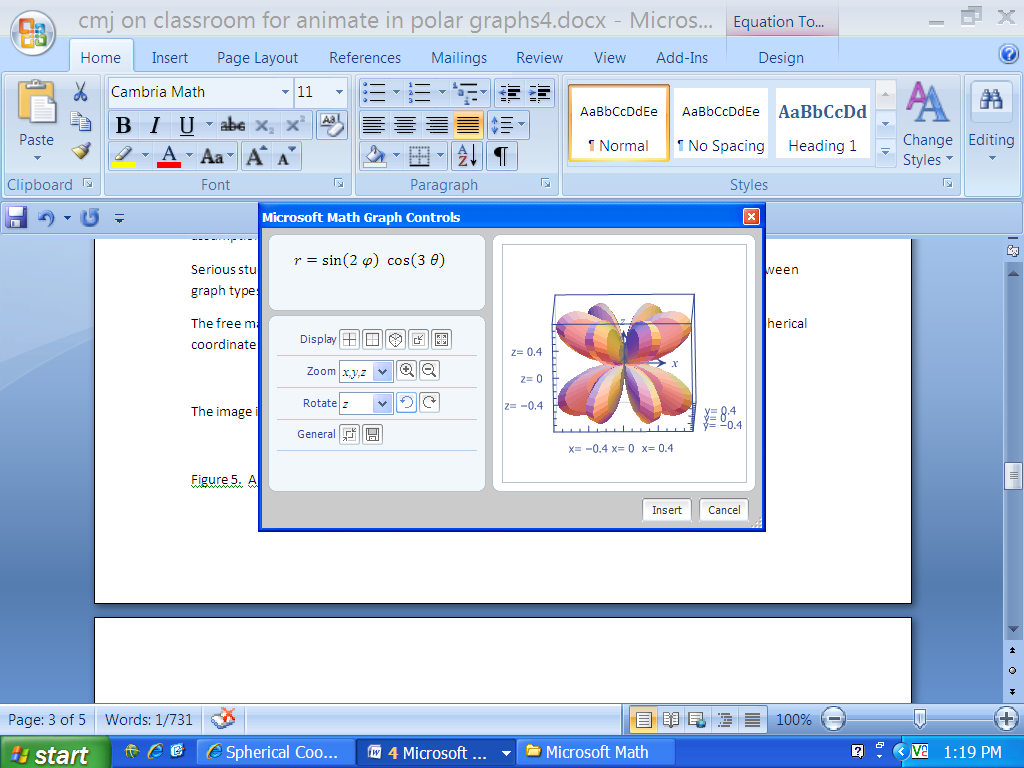 cmj on classroom for animate in polar graphs4.docx - Micros...
Equation To...
Home Insert Page Layout References Mailings Review View Add-Ins Design
Cambria Math 11
Paste
B I U abe X₂ X²
A Aa A A
AaBbCcDdEe AaBbCcDdEe AaBbCcDd
¶ Normal ¶ No Spacing Heading 1
Change Styles
Editing
Clipboard Font Paragraph Styles
Microsoft Math Graph Controls
r = sin(2 φ) cos(3 θ)
Display
Zoom x,y,z
Rotate z
General
z
x
z= 0.4
z= 0
z= −0.4
y= 0.4
y= 0
y= −0.4
x= −0.4 x= 0 x= 0.4
Insert Cancel
Serious stu ween
graph types
The free ma herical
coordinate
The image i
Figure 5. A
Page: 3 of 5 Words: 1/731 100%
start Spherical Coo... 4 Microsoft ... Microsoft Math 1:19 PM